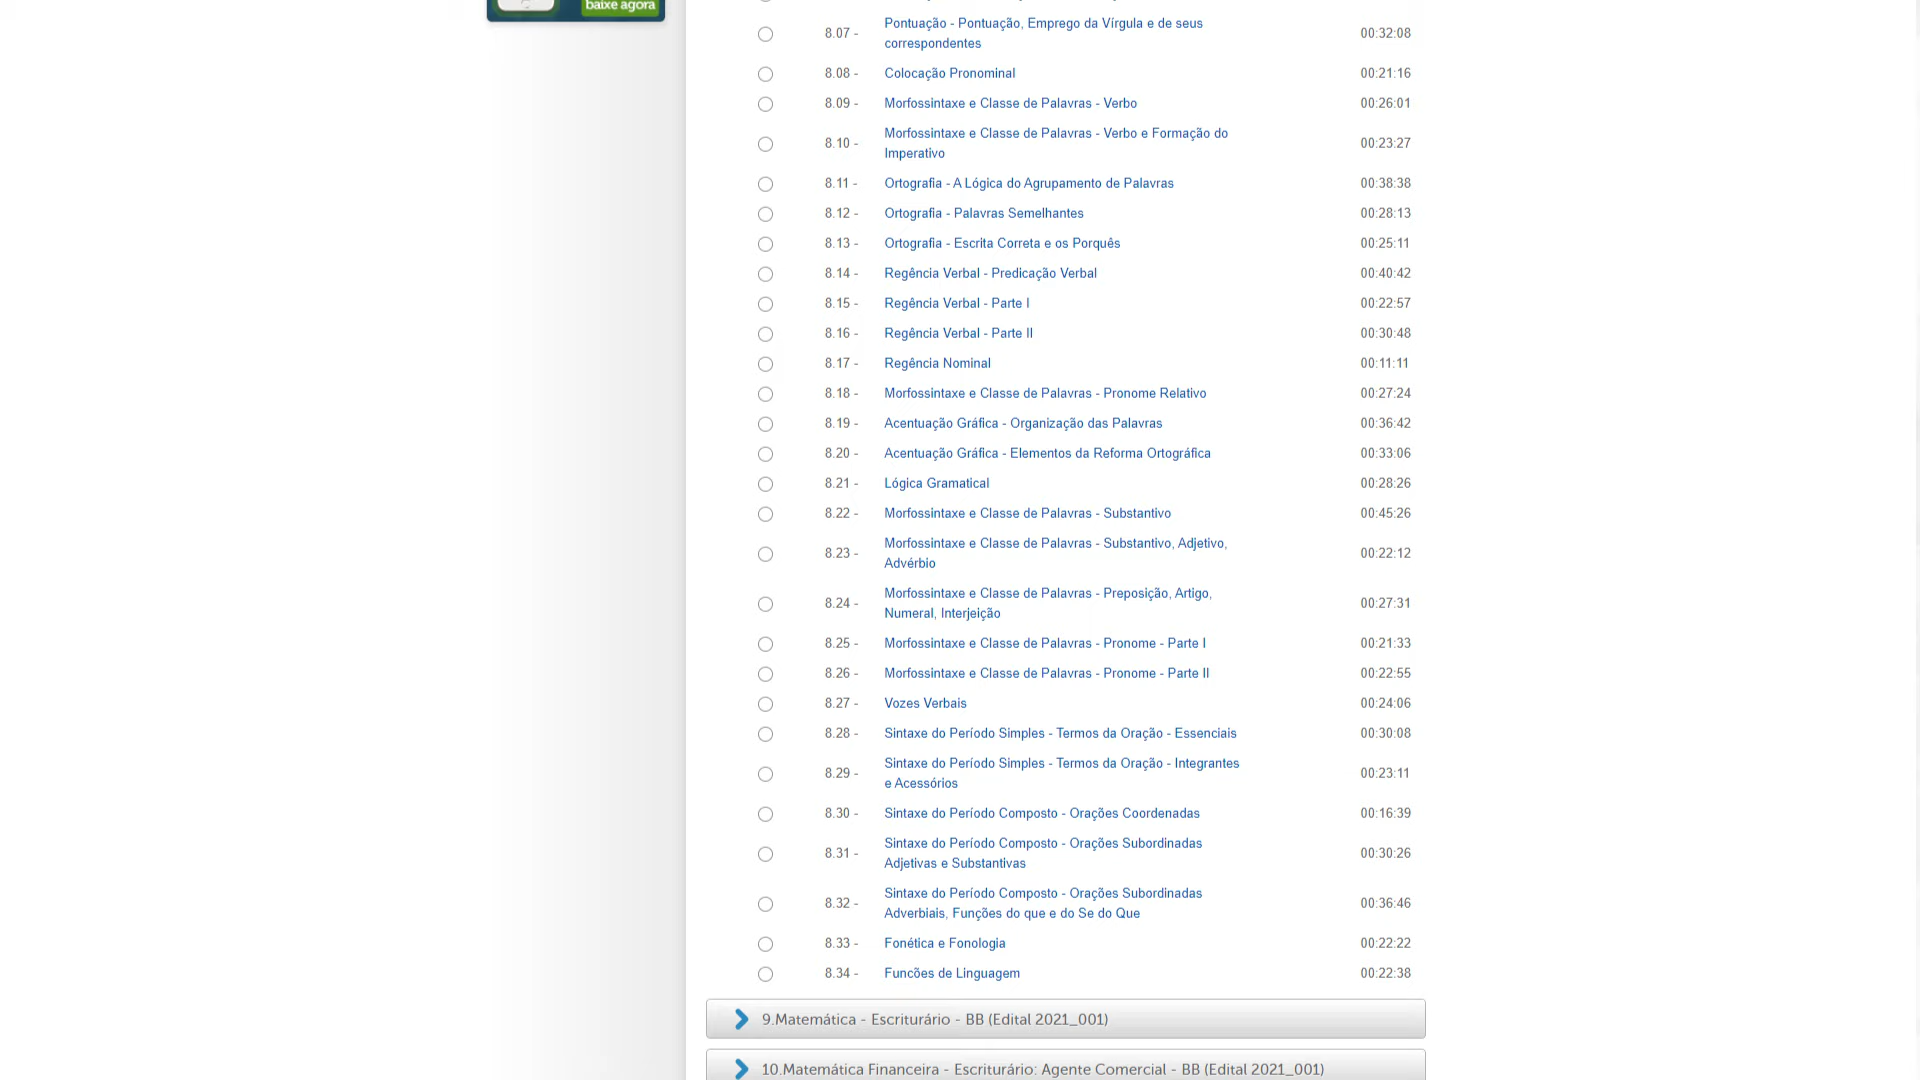 baixe agora
8.07 - Pontuação - Pontuação, Emprego da Vírgula e de seus 00:32:08
correspondentes
8.08 - Colocação Pronominal 00:21:16
8.09 - Morfossintaxe e Classe de Palavras - Verbo 00:26:01
8.10 - Morfossintaxe e Classe de Palavras - Verbo e Formação do 00:23:27
Imperativo
8.11 - Ortografia - A Lógica do Agrupamento de Palavras 00:38:38
8.12 - Ortografia - Palavras Semelhantes 00:28:13
8.13 - Ortografia - Escrita Correta e os Porquês 00:25:11
8.14 - Regência Verbal - Predicação Verbal 00:40:42
8.15 - Regência Verbal - Parte I 00:22:57
8.16 - Regência Verbal - Parte II 00:30:48
8.17 - Regência Nominal 00:11:11
8.18 - Morfossintaxe e Classe de Palavras - Pronome Relativo 00:27:24
8.19 - Acentuação Gráfica - Organização das Palavras 00:36:42
8.20 - Acentuação Gráfica - Elementos da Reforma Ortográfica 00:33:06
8.21 - Lógica Gramatical 00:28:26
8.22 - Morfossintaxe e Classe de Palavras - Substantivo 00:45:26
8.23 - Morfossintaxe e Classe de Palavras - Substantivo, Adjetivo, 00:22:12
Advérbio
8.24 - Morfossintaxe e Classe de Palavras - Preposição, Artigo, 00:27:31
Numeral, Interjeição
8.25 - Morfossintaxe e Classe de Palavras - Pronome - Parte I 00:21:33
8.26 - Morfossintaxe e Classe de Palavras - Pronome - Parte II 00:22:55
8.27 - Vozes Verbais 00:24:06
8.28 - Sintaxe do Período Simples - Termos da Oração - Essenciais 00:30:08
8.29 - Sintaxe do Período Simples - Termos da Oração - Integrantes 00:23:11
e Acessórios
8.30 - Sintaxe do Período Composto - Orações Coordenadas 00:16:39
8.31 - Sintaxe do Período Composto - Orações Subordinadas 00:30:26
Adjetivas e Substantivas
8.32 - Sintaxe do Período Composto - Orações Subordinadas 00:36:46
Adverbiais, Funções do que e do Se do Que
8.33 - Fonética e Fonologia 00:22:22
8.34 - Funcões de Linguagem 00:22:38
9.Matemática - Escriturário - BB (Edital 2021_001)
10.Matemática Financeira - Escriturário: Agente Comercial - BB (Edital 2021_001)